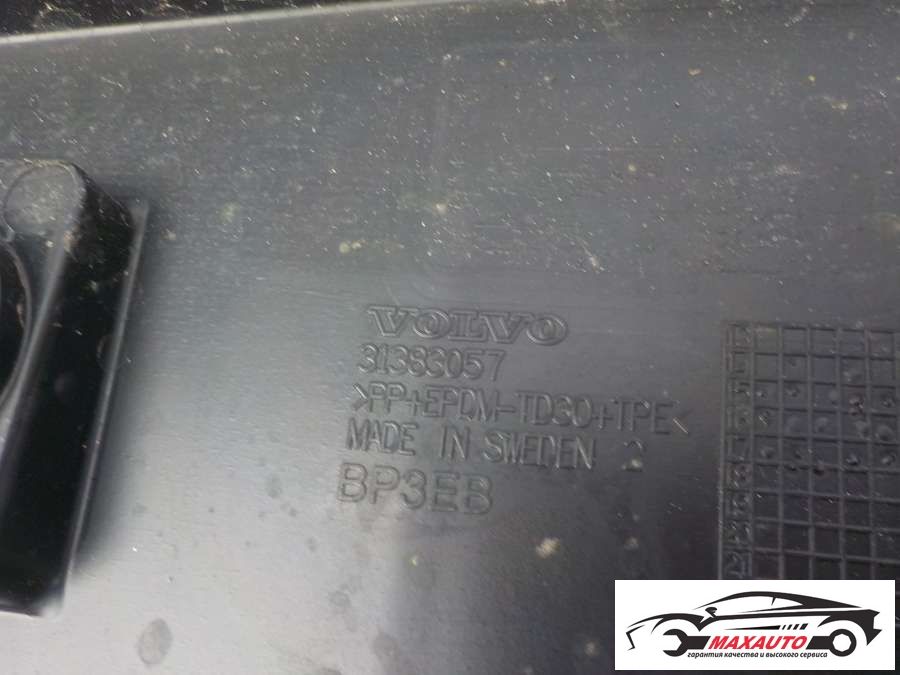 VOLVO
31383057
>PP+EPDM-TD30+TPE<
MADE IN SWEDEN 2
BP3EB
MAXAUTO
гарантия качества и высокого сервиса